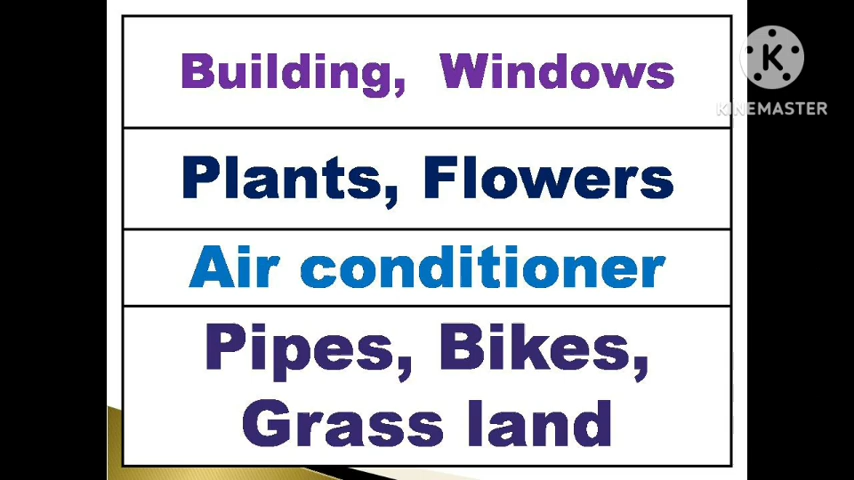 Building,  Windows
KINEMASTER
Plants, Flowers
Air conditioner
Pipes, Bikes,
Grass land